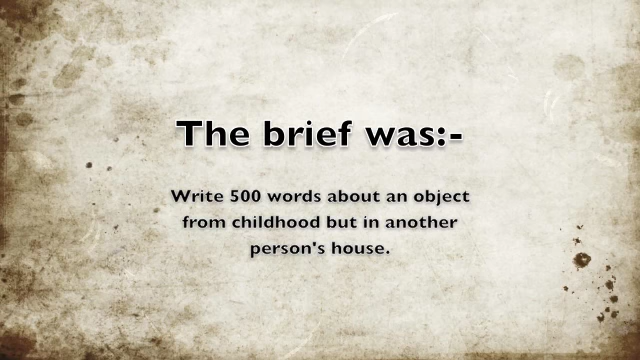 The brief was:-
Write 500 words about an object
from childhood but in another
person's house.